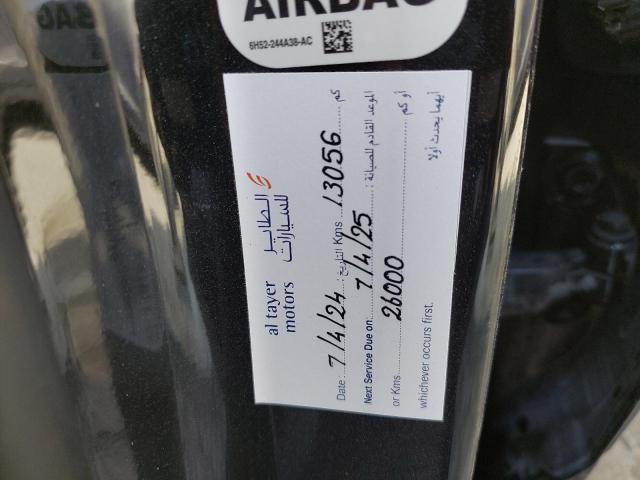 AIRBAG
6H52-244A38-AC
al tayer
motors
الطاير
للسيارات
Date : 7/4/24 : التاريخ Kms 13056 كم
Next Service Due on: 7/4/25 : الموعد القادم للصيانة
or Kms 26000 أو كم
whichever occurs first. أيهما يحدث أولا